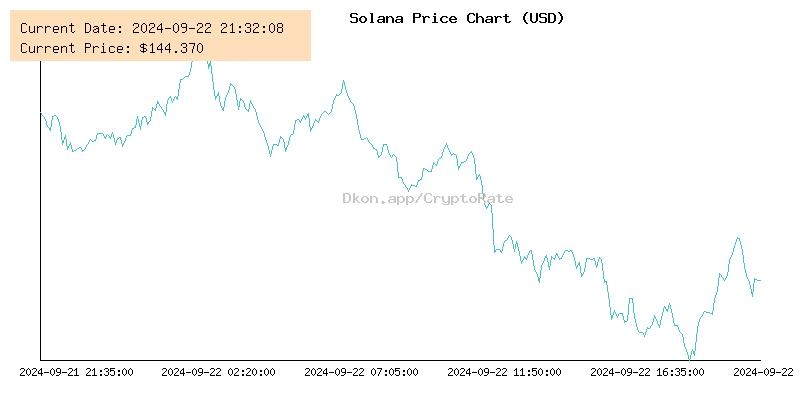 Solana Price Chart (USD)
Current Date: 2024-09-22 21:32:08
Current Price: $144.370
Dkon.app/CryptoRate
2024-09-21 21:35:00 2024-09-22 02:20:00 2024-09-22 07:05:00 2024-09-22 11:50:00 2024-09-22 16:35:00 2024-09-22